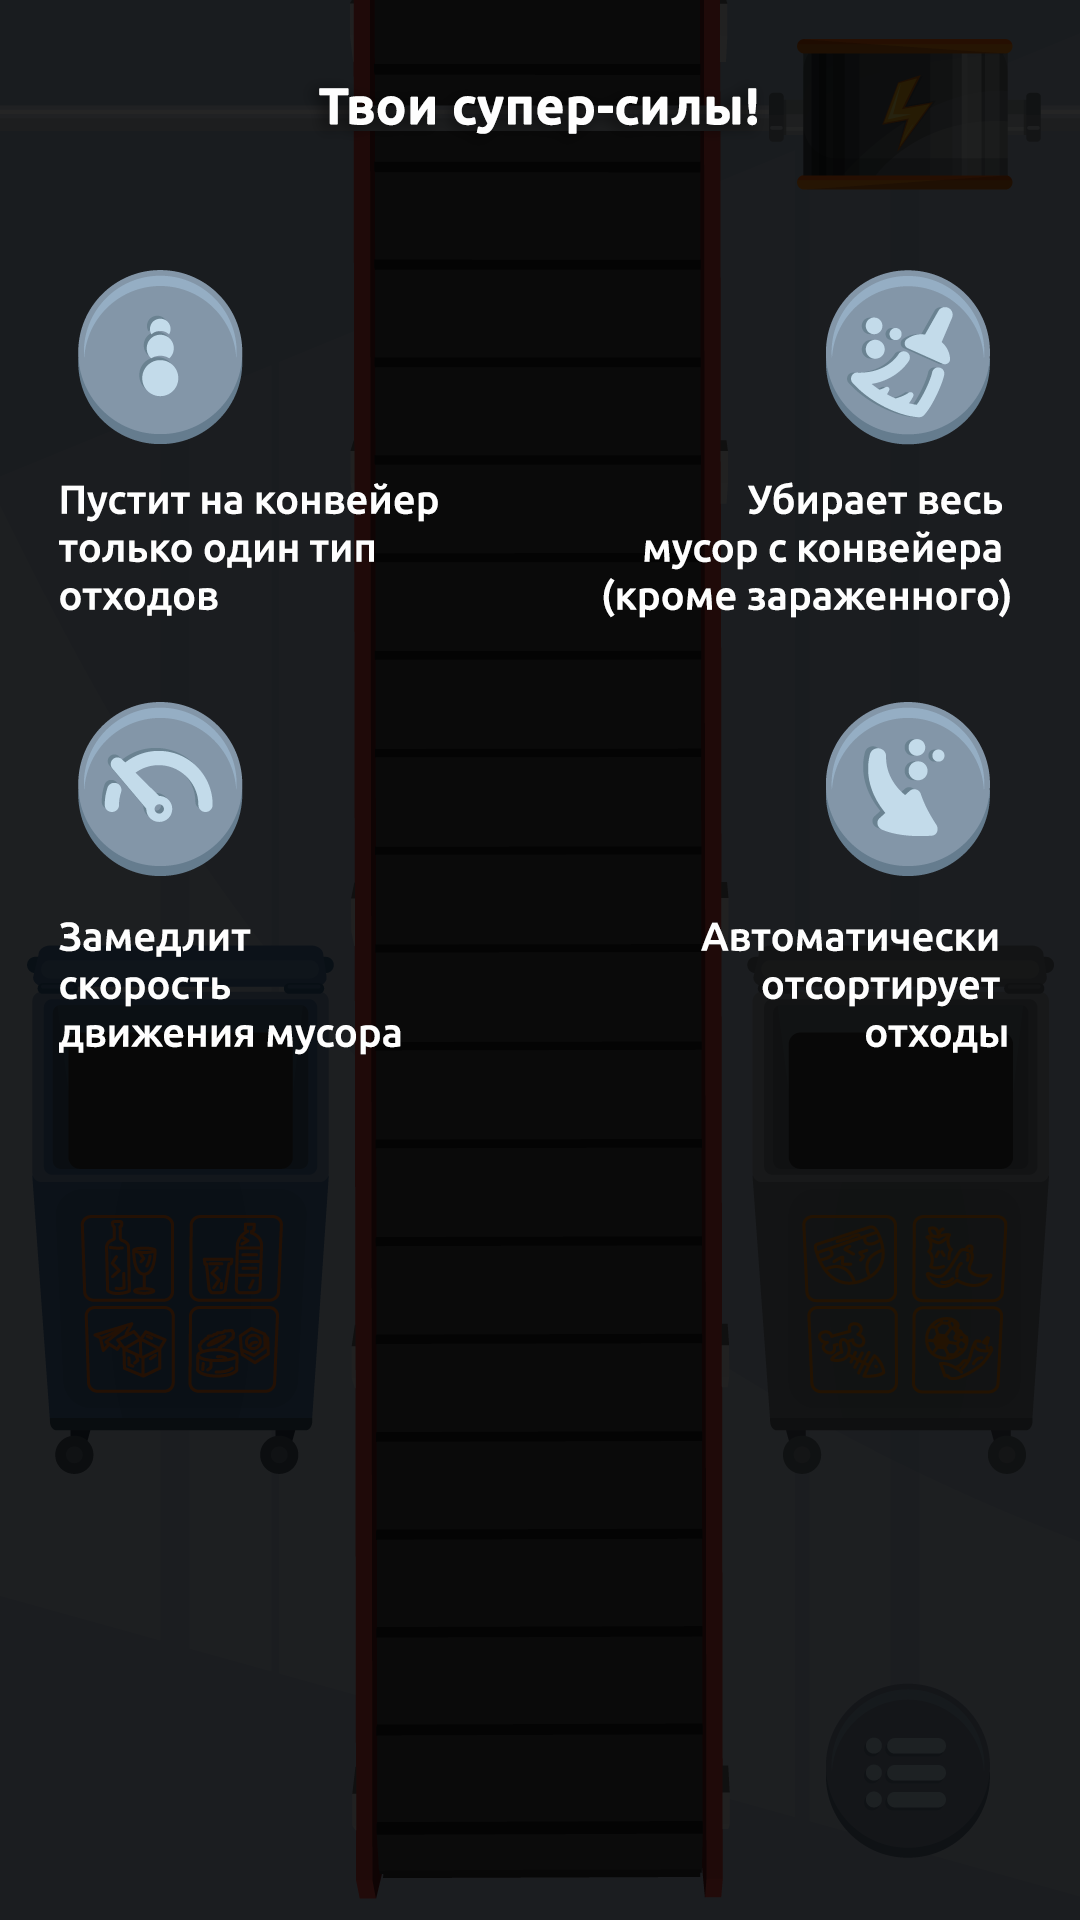 Твои супер-силы!
Пустит на конвейер
только один тип
отходов
Убирает весь
мусор с конвейера
(кроме зараженного)
Замедлит
скорость
движения мусора
Автоматически
отсортирует
отходы